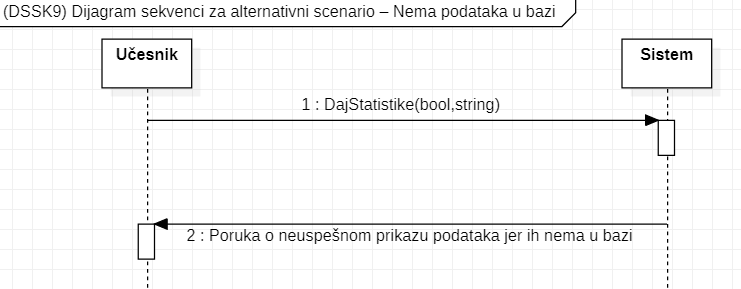 (DSSK9) Dijagram sekvenci za alternativni scenario – Nema podataka u bazi
Učesnik
Sistem
1 : DajStatistike(bool,string)
2 : Poruka o neuspešnom prikazu podataka jer ih nema u bazi